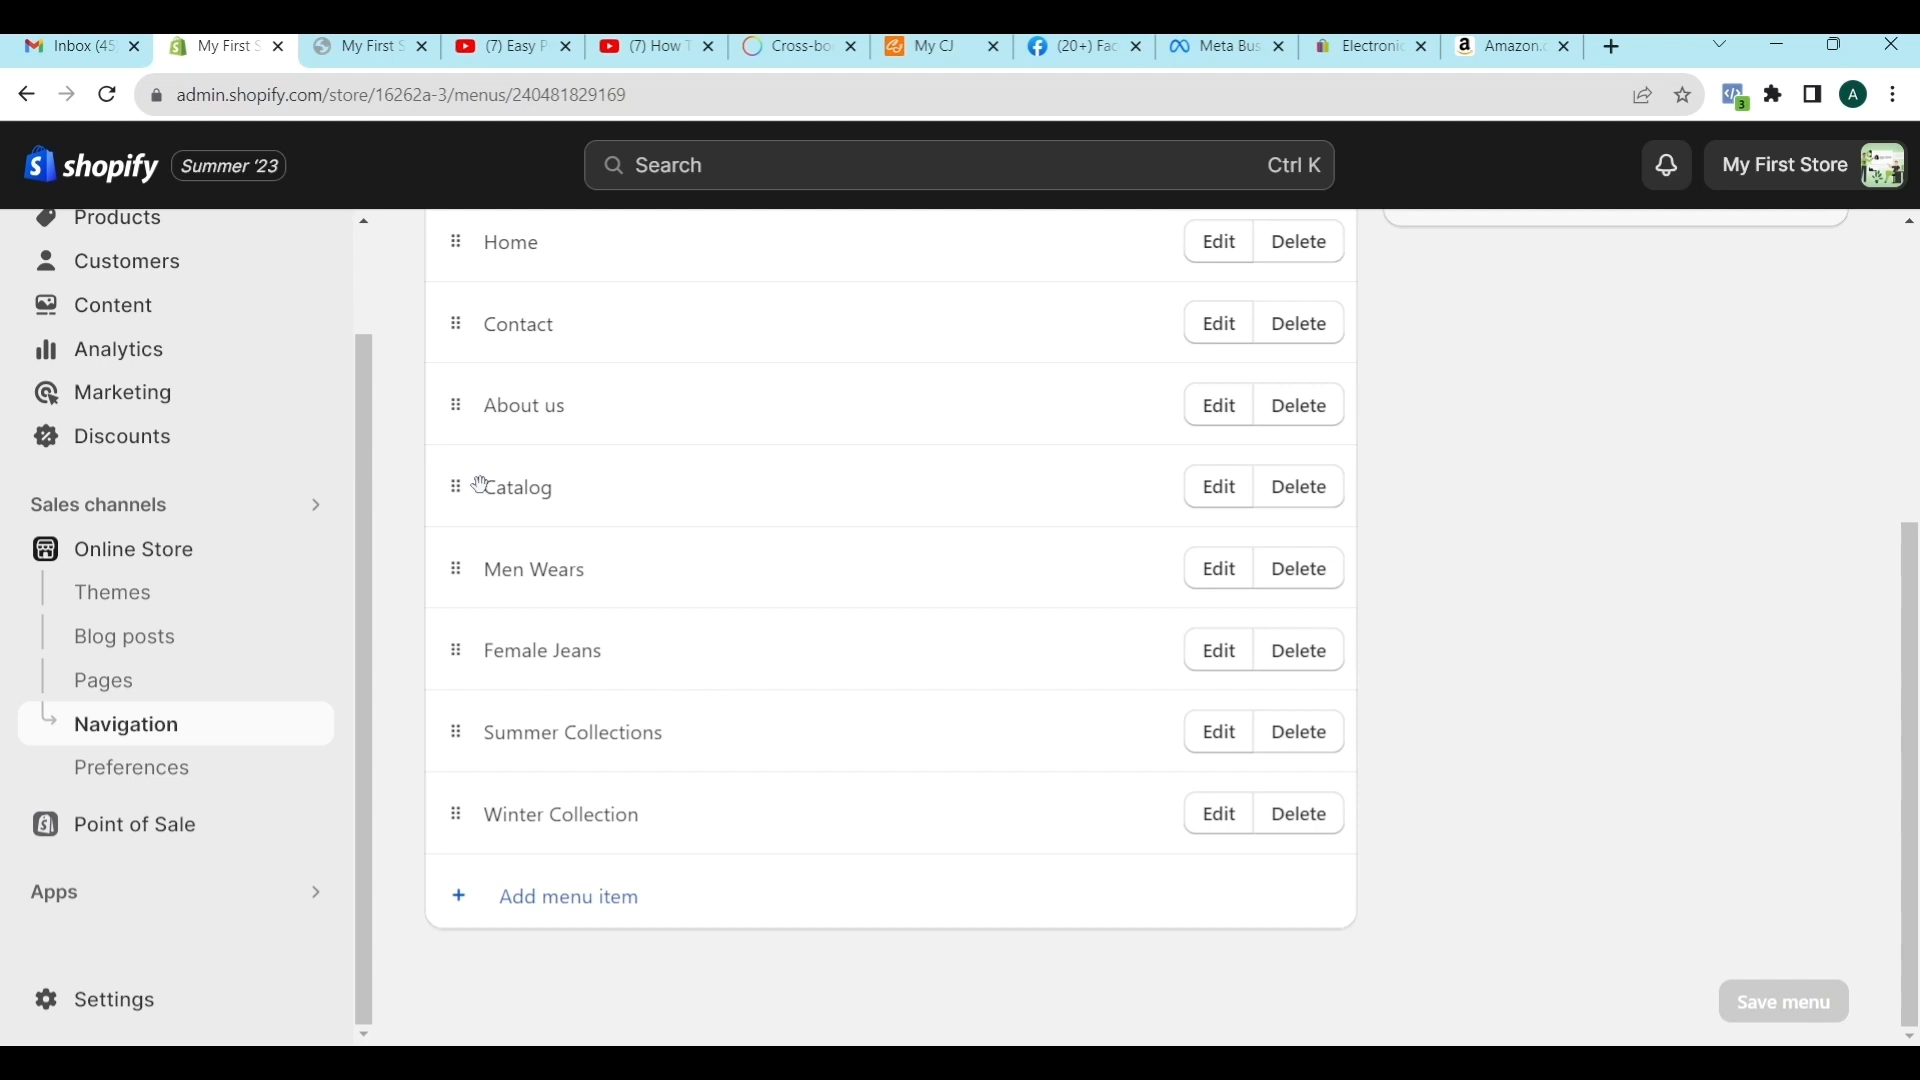 Inbox (45
My First S
My First S
(7) Easy P
(7) How T
Cross-bo
My CJ
(20+) Fac
Meta Bus
Electronic
Amazon.
admin.shopify.com/store/16262a-3/menus/240481829169
3
A
shopify
Summer '23
Search
Ctrl K
My First Store
Products
Customers
Content
Analytics
Marketing
Discounts
Sales channels
Online Store
Themes
Blog posts
Pages
Navigation
Preferences
Point of Sale
Apps
Settings
Home
Edit
Delete
Contact
Edit
Delete
About us
Edit
Delete
Catalog
Edit
Delete
Men Wears
Edit
Delete
Female Jeans
Edit
Delete
Summer Collections
Edit
Delete
Winter Collection
Edit
Delete
+ Add menu item
Save menu